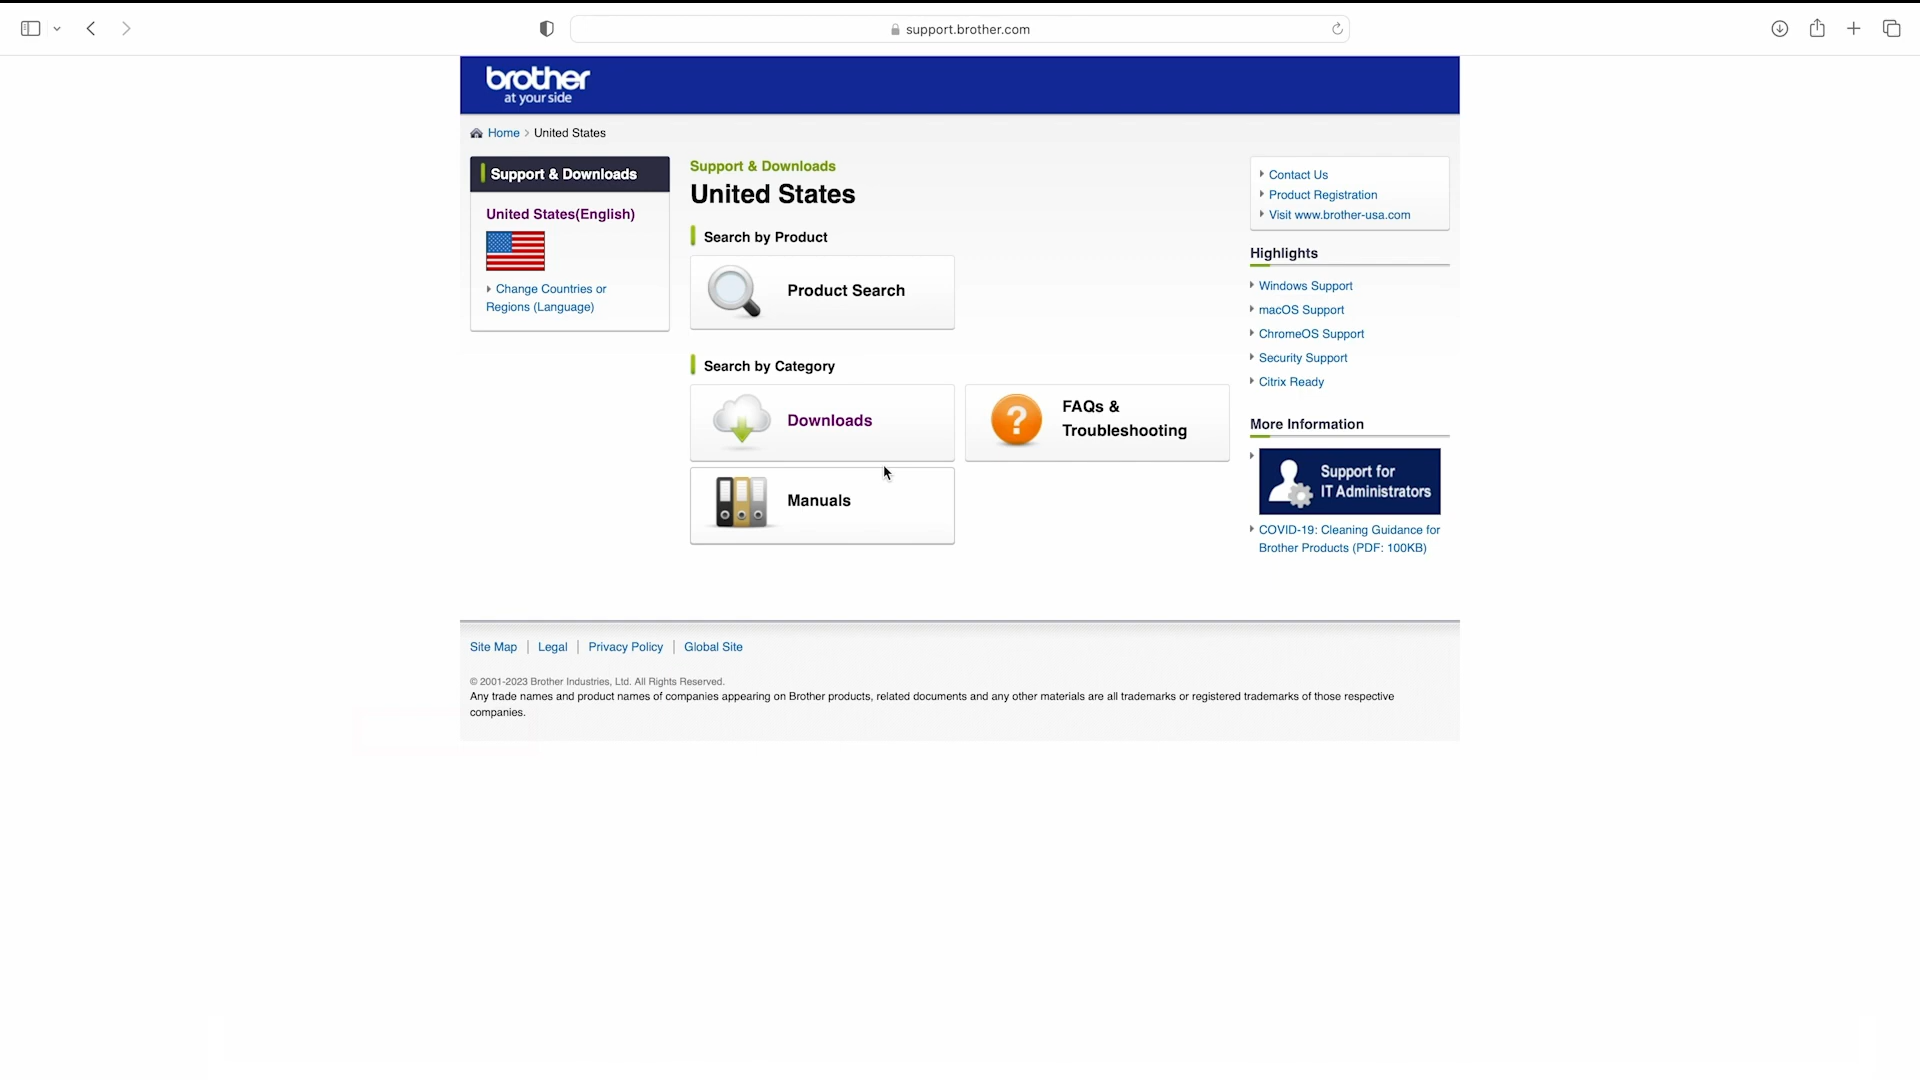 support.brother.com
brother
at your side
Home > United States
Support & Downloads
United States(English)
Change Countries or
Regions (Language)
Support & Downloads
United States
Search by Product
Product Search
Search by Category
Downloads
FAQs &
Troubleshooting
Manuals
Contact Us
Product Registration
Visit www.brother-usa.com
Highlights
Windows Support
macOS Support
ChromeOS Support
Security Support
Citrix Ready
More Information
Support for
IT Administrators
COVID-19: Cleaning Guidance for
Brother Products (PDF: 100KB)
Site Map | Legal | Privacy Policy | Global Site
© 2001-2023 Brother Industries, Ltd. All Rights Reserved.
Any trade names and product names of companies appearing on Brother products, related documents and any other materials are all trademarks or registered trademarks of those respective
companies.